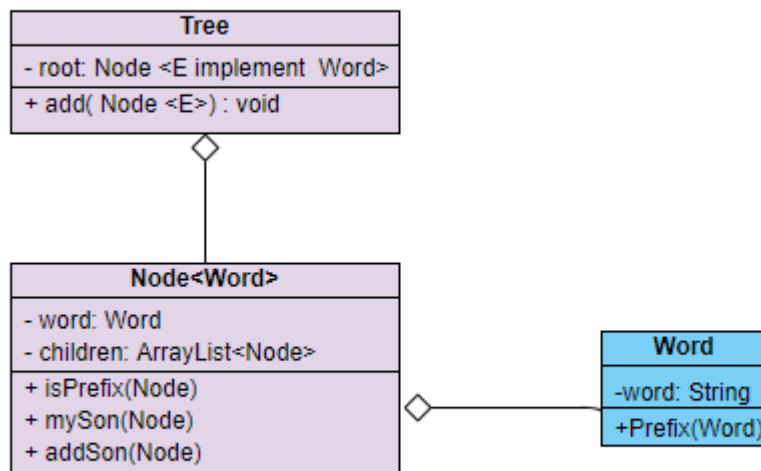 Tree
- root: Node <E implement Word>
+ add( Node <E>) : void
Node<Word>
- word: Word
- children: ArrayList<Node>
+ isPrefix(Node)
+ mySon(Node)
+ addSon(Node)
Word
-word: String
+Prefix(Word)